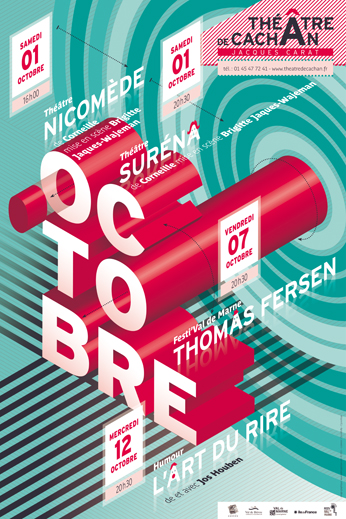 THÉÂTRE
DE CACHAN
JACQUES CARAT
tél. : 01 45 47 72 41 - www.theatredecachan.fr
SAMEDI
01
OCTOBRE
16h00
SAMEDI
01
OCTOBRE
20h30
Théâtre
NICOMÈDE
de Corneille
mise en scène Brigitte
Jaques-Wajeman
Théâtre
SURÉNA
de Corneille mise en scène Brigitte Jaques-Wajeman
OCTOBRE
VENDREDI
07
OCTOBRE
20h30
Festi'Val de Marne
THOMAS FERSEN
MERCREDI
12
OCTOBRE
20h30
Humour
L'ART DU RIRE
de et avec Jos Houben
îledeFrance